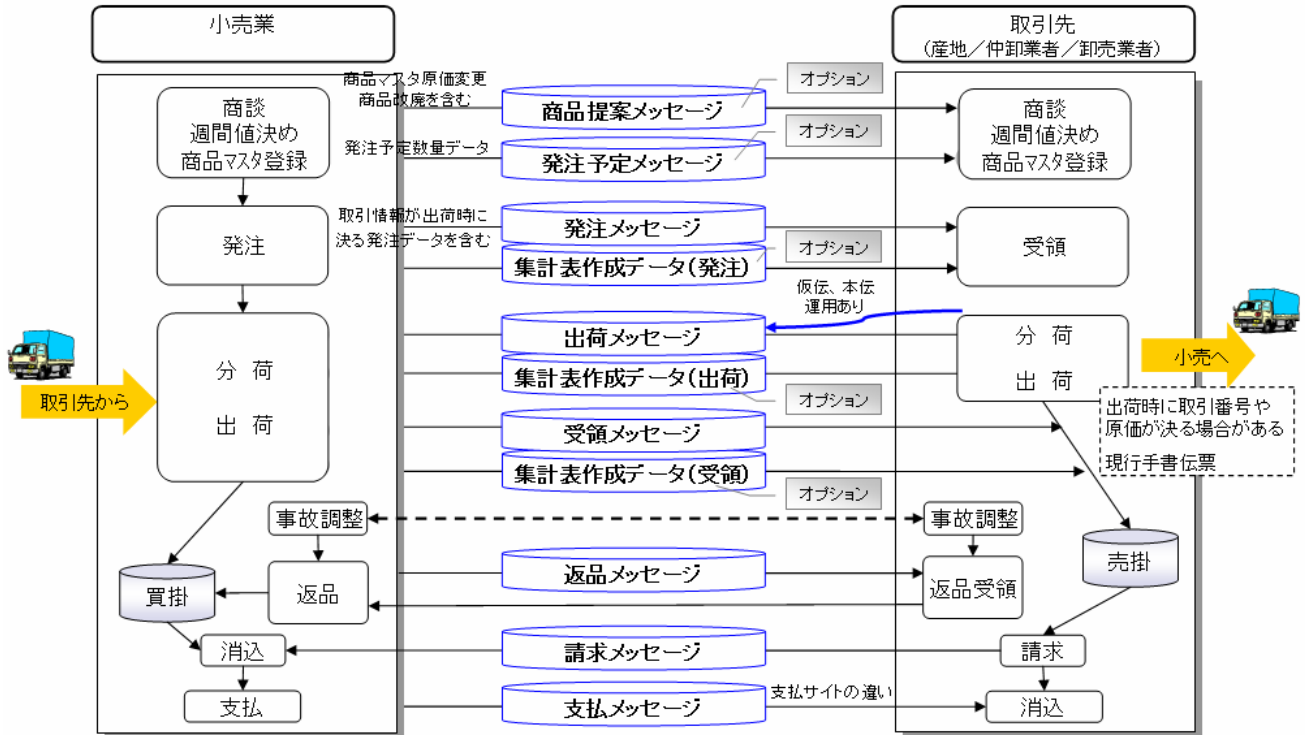 小売業
取引先
(産地／仲卸業者／卸売業者)
商品マスタ原価変更
商品改廃を含む
商品提案メッセージ
オプション
商談
週間値決め
商品マスタ登録
商談
週間値決め
商品マスタ登録
発注予定数量データ
発注予定メッセージ
オプション
発注
取引情報が出荷時に
決る発注データを含む
発注メッセージ
集計表作成データ(発注)
オプション
受領
仮伝、本伝
運用あり
取引先から
分 荷
出 荷
出荷メッセージ
集計表作成データ(出荷)
オプション
分 荷
出 荷
小売へ
受領メッセージ
集計表作成データ(受領)
オプション
出荷時に取引番号や
原価が決る場合がある
現行手書伝票
事故調整
事故調整
買掛
返品
返品メッセージ
返品受領
売掛
消込
請求メッセージ
請求
支払
支払メッセージ
支払サイトの違い
消込